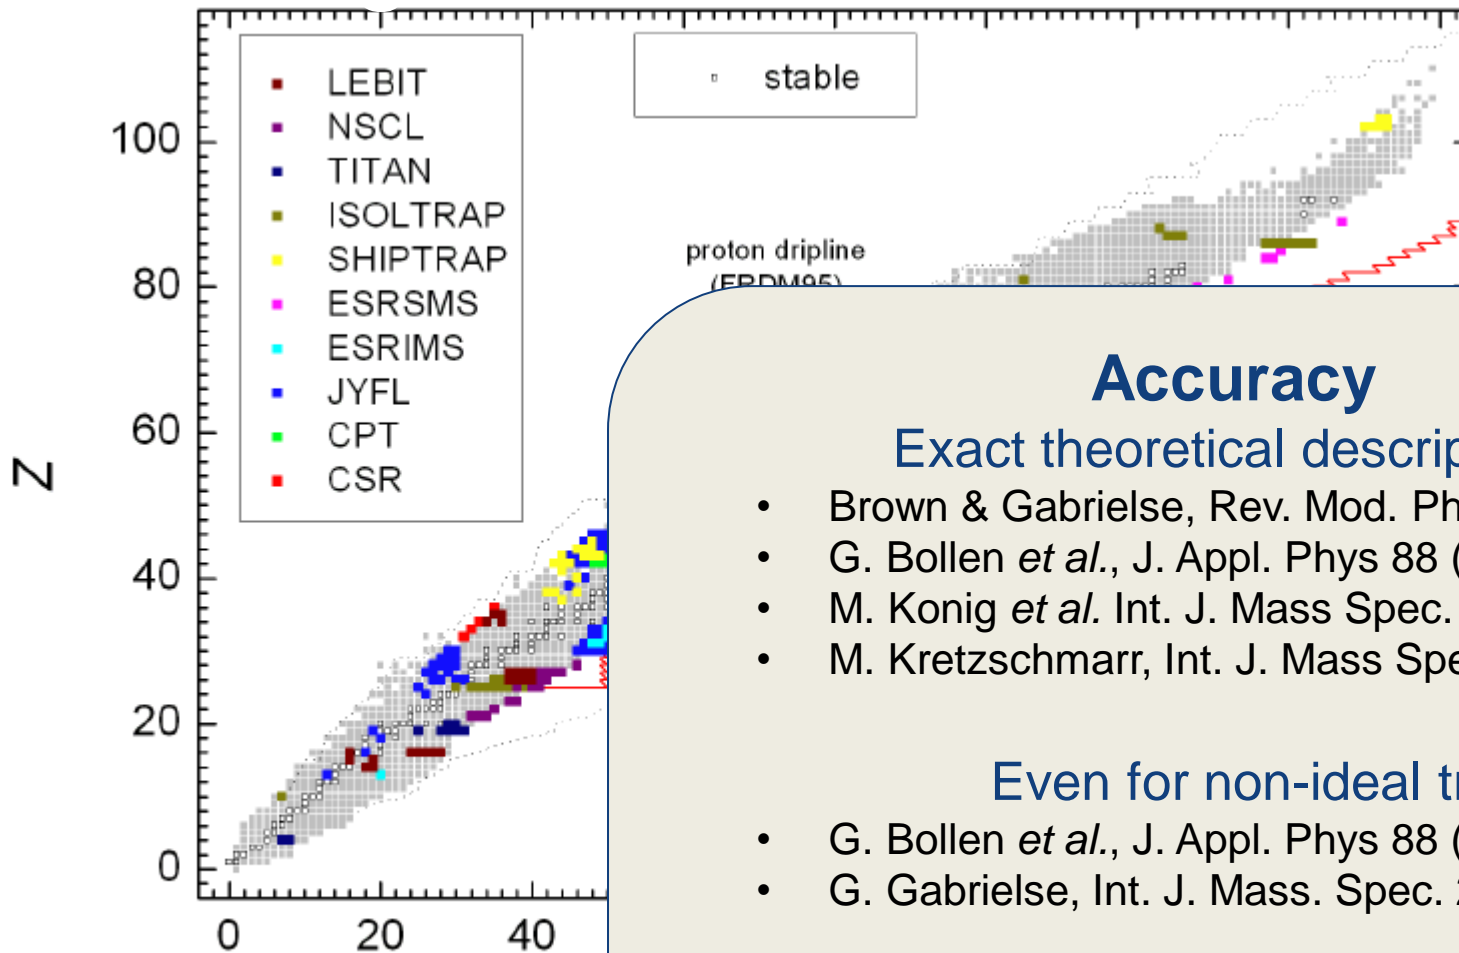 LEBIT
NSCL
TITAN
ISOLTRAP
SHIPTRAP
ESRSMS
ESRIMS
JYFL
CPT
CSR
stable
proton dripline
(FRDM95)
Z
100
80
60
40
20
0
0 20 40
Accuracy
Exact theoretical descrip
• Brown & Gabrielse, Rev. Mod. Ph
• G. Bollen et al., J. Appl. Phys 88 (
• M. Konig et al. Int. J. Mass Spec.
• M. Kretzschmarr, Int. J. Mass Spe
Even for non-ideal tr
• G. Bollen et al., J. Appl. Phys 88 (
• G. Gabrielse, Int. J. Mass. Spec.